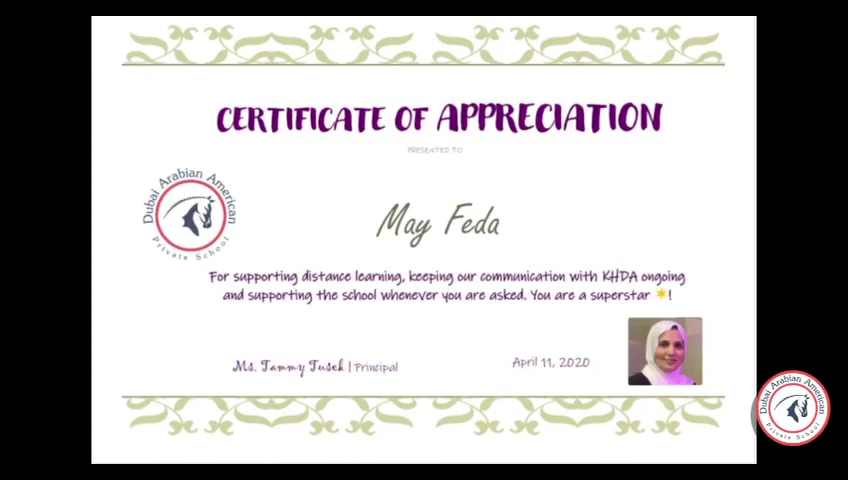 CERTIFICATE OF APPRECIATION
PRESENTED TO
Dubai Arabian American
Private School
May Feda
For supporting distance learning, keeping our communication with KHDA ongoing
and supporting the school whenever you are asked. You are a superstar ✴!
Ms. Tammy Tusek | Principal
April 11, 2020
Dubai Arabian American
Private School